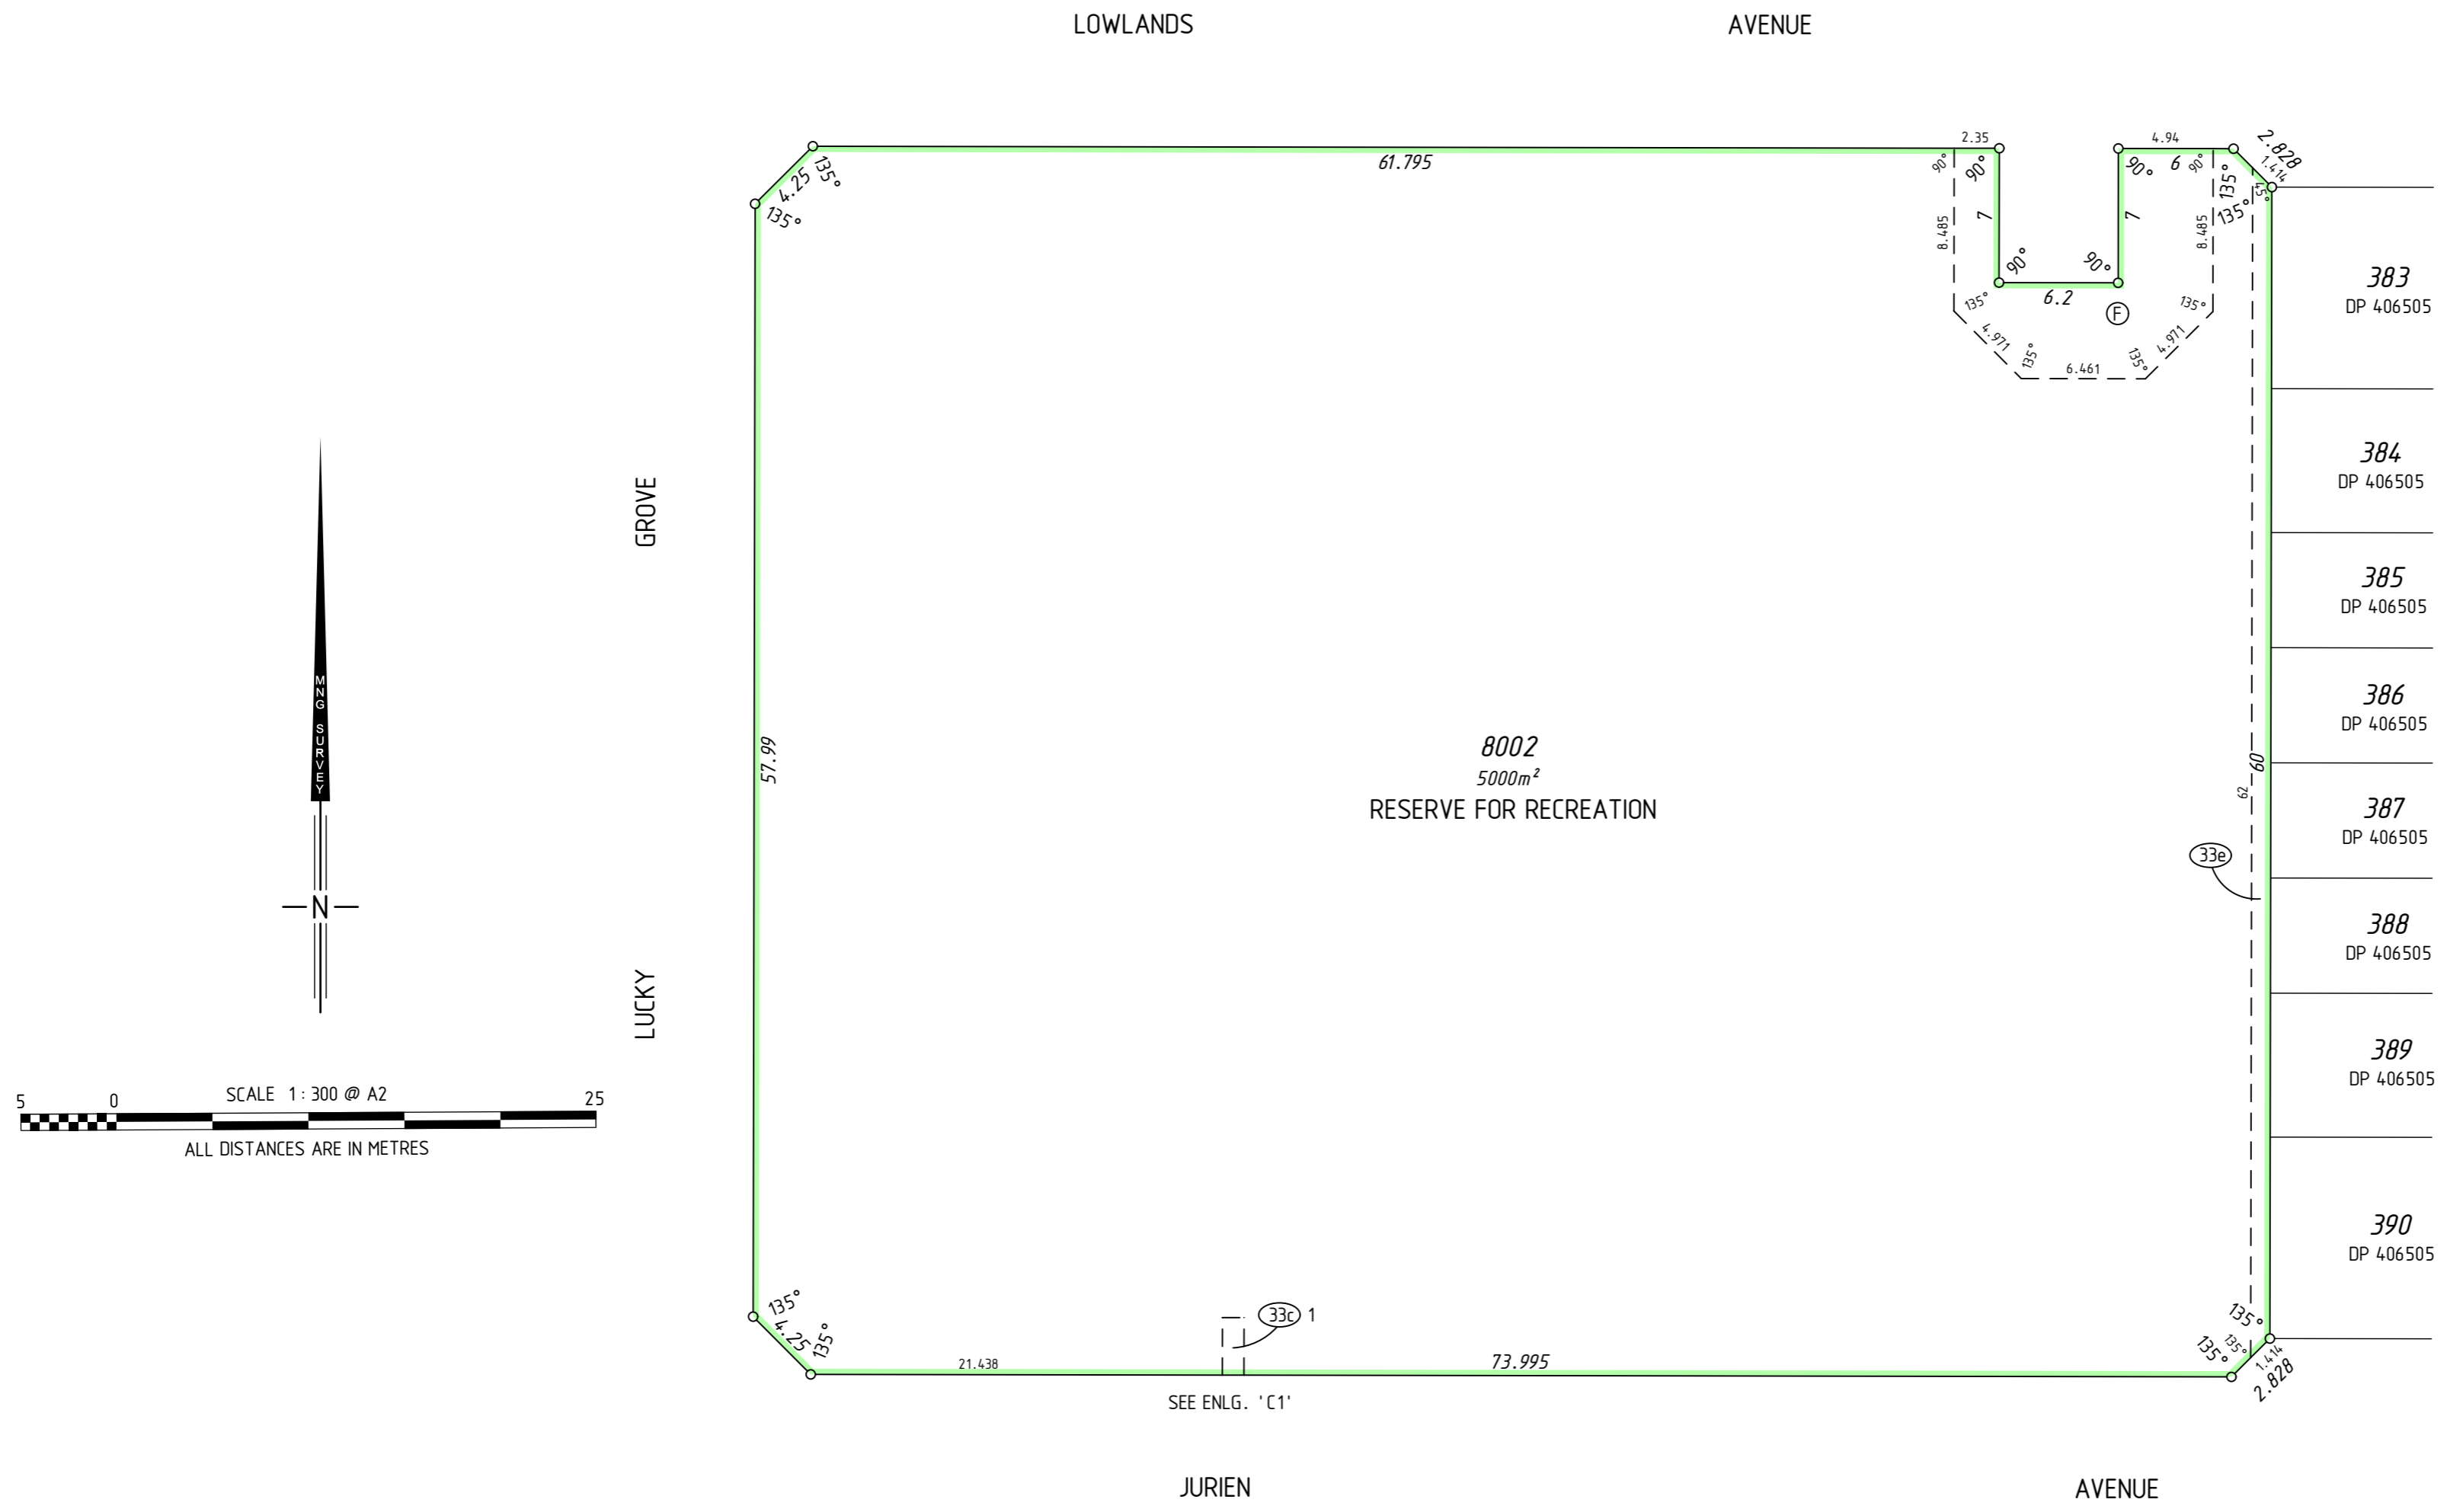 LOWLANDS AVENUE
2.35
4.94
2.828
1.414
61.795
6
90°
90°
90°
90°
135°
45°
4.25
135°
135°
135°
135°
7
7
8.485
8.485
90°
90°
6.2
F
135°
135°
4.971
4.971
135°
135°
6.461
383
DP 406505
384
DP 406505
385
DP 406505
386
DP 406505
387
DP 406505
388
DP 406505
389
DP 406505
390
DP 406505
LUCKY GROVE
MNG SURVEY
N
57.99
8002
5000m²
RESERVE FOR RECREATION
60
62
33e
5 0 25
SCALE 1:300 @ A2
ALL DISTANCES ARE IN METRES
135°
4.25
135°
33c 1
21.438
73.995
135°
135°
135°
1.414
2.828
SEE ENLG. 'C1'
JURIEN AVENUE